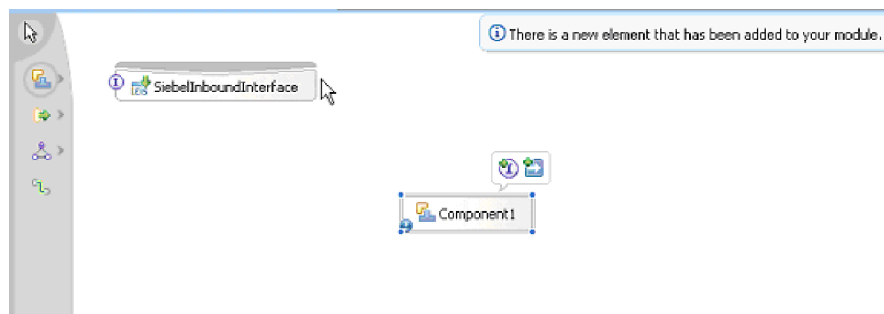 There is a new element that has been added to your module.
SiebelInboundInterface
Component1